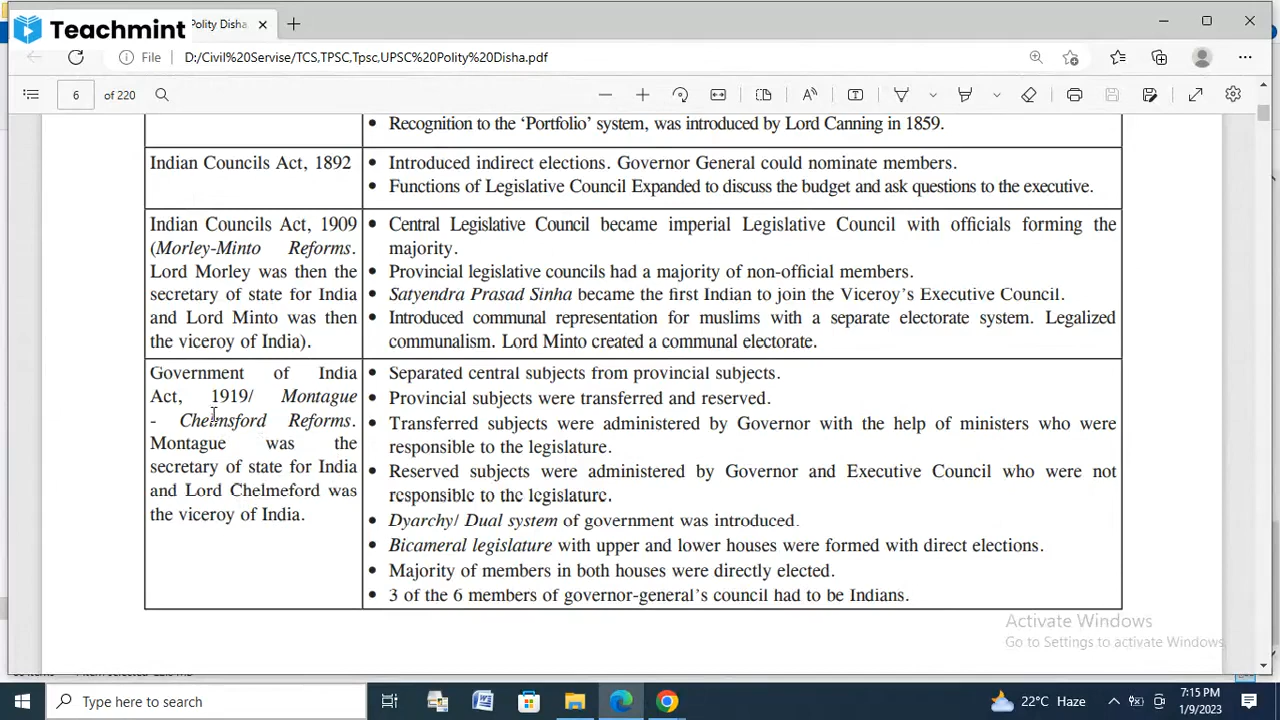 Teachmint
Polity Disha
File
D:/Civil%20Servise/TCS,TPSC,Tpsc,UPSC%20Polity%20Disha.pdf
6 of 220
• Recognition to the ‘Portfolio’ system, was introduced by Lord Canning in 1859.
Indian Councils Act, 1892
• Introduced indirect elections. Governor General could nominate members.
• Functions of Legislative Council Expanded to discuss the budget and ask questions to the executive.
Indian Councils Act, 1909
(Morley-Minto Reforms.
Lord Morley was then the
secretary of state for India
and Lord Minto was then
the viceroy of India).
• Central Legislative Council became imperial Legislative Council with officials forming the
majority.
• Provincial legislative councils had a majority of non-official members.
• Satyendra Prasad Sinha became the first Indian to join the Viceroy’s Executive Council.
• Introduced communal representation for muslims with a separate electorate system. Legalized
communalism. Lord Minto created a communal electorate.
Government of India
Act, 1919/ Montague
- Chelmsford Reforms.
Montague was the
secretary of state for India
and Lord Chelmeford was
the viceroy of India.
• Separated central subjects from provincial subjects.
• Provincial subjects were transferred and reserved.
• Transferred subjects were administered by Governor with the help of ministers who were
responsible to the legislature.
• Reserved subjects were administered by Governor and Executive Council who were not
responsible to the legislature.
• Dyarchy/ Dual system of government was introduced.
• Bicameral legislature with upper and lower houses were formed with direct elections.
• Majority of members in both houses were directly elected.
• 3 of the 6 members of governor-general’s council had to be Indians.
Activate Windows
Go to Settings to activate Windows.
Type here to search
22°C Haze
7:15 PM
1/9/2023